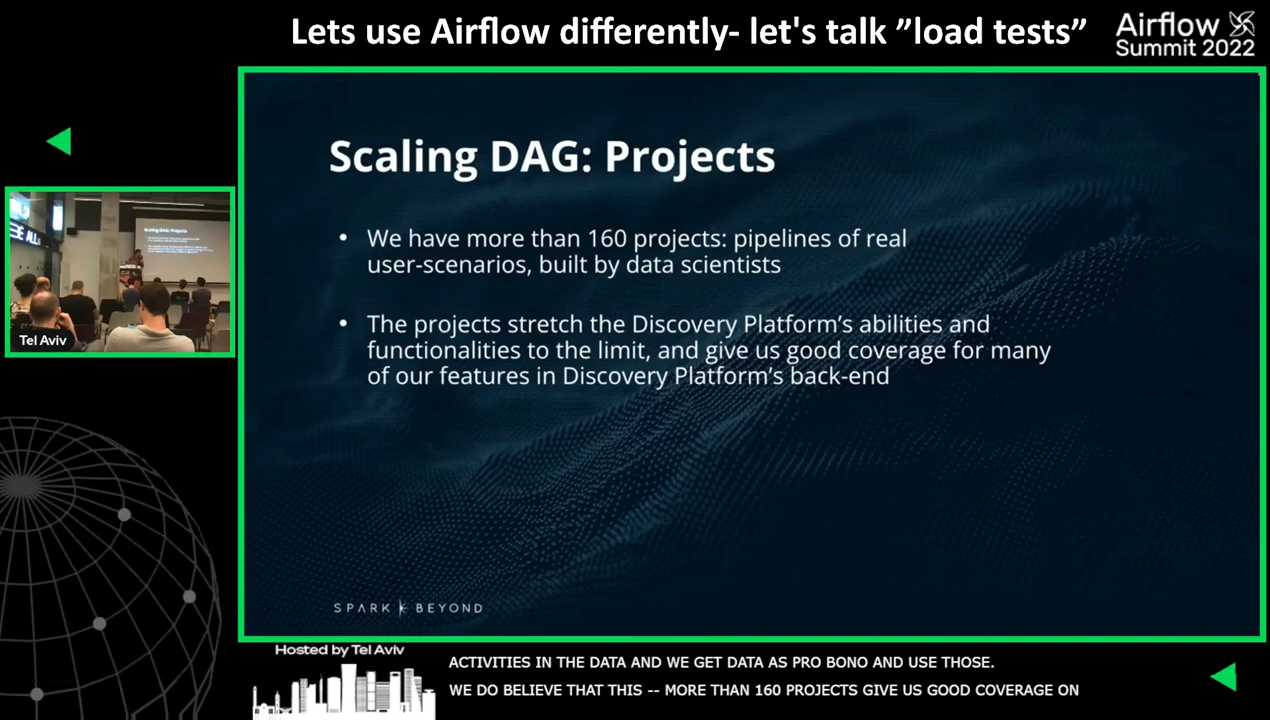 Lets use Airflow differently- let's talk ”load tests”
Airflow
Summit 2022
Scaling DAG: Projects
• We have more than 160 projects: pipelines of real
user-scenarios, built by data scientists
• The projects stretch the Discovery Platform’s abilities and
functionalities to the limit, and give us good coverage for many
of our features in Discovery Platform’s back-end
SPARK BEYOND
Scaling DAG: Projects
Tel Aviv
Hosted by Tel Aviv
ACTIVITIES IN THE DATA AND WE GET DATA AS PRO BONO AND USE THOSE.
WE DO BELIEVE THAT THIS -- MORE THAN 160 PROJECTS GIVE US GOOD COVERAGE ON